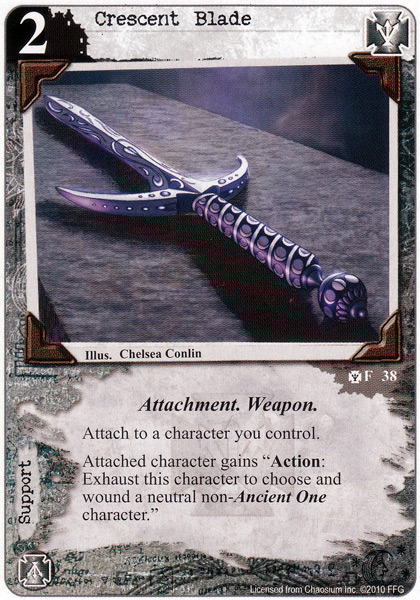 2
Crescent Blade
Illus. Chelsea Conlin
F 38
Attachment. Weapon.
Attach to a character you control.
Attached character gains “Action:
Exhaust this character to choose and
wound a neutral non-Ancient One
character.”
Support
Licensed from Chaosium Inc. ©2010 FFG